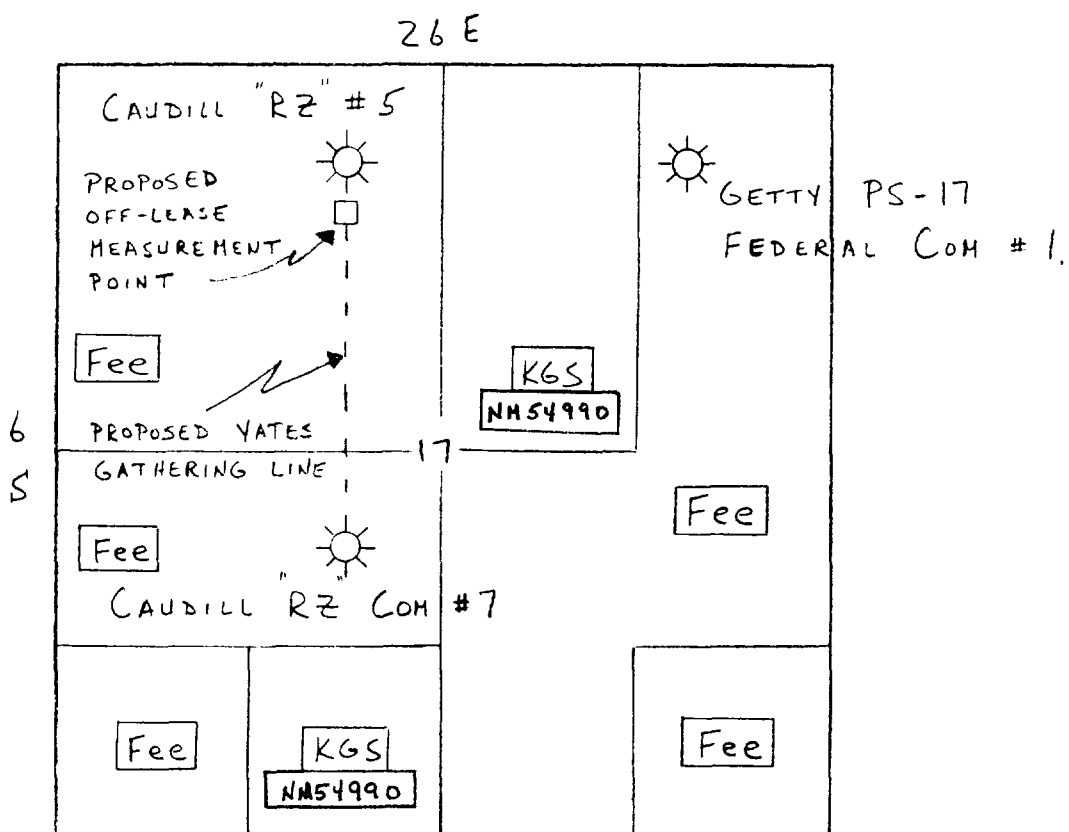 26 E
CAUDILL "RZ" # 5
PROPOSED
OFF-LEASE
MEASUREMENT
POINT
GETTY PS-17
FEDERAL COM # 1.
Fee
KGS
NM54990
6
S
PROPOSED YATES
GATHERING LINE
17
Fee
Fee
CAUDILL "RZ" COM #7
Fee
KGS
NM54990
Fee